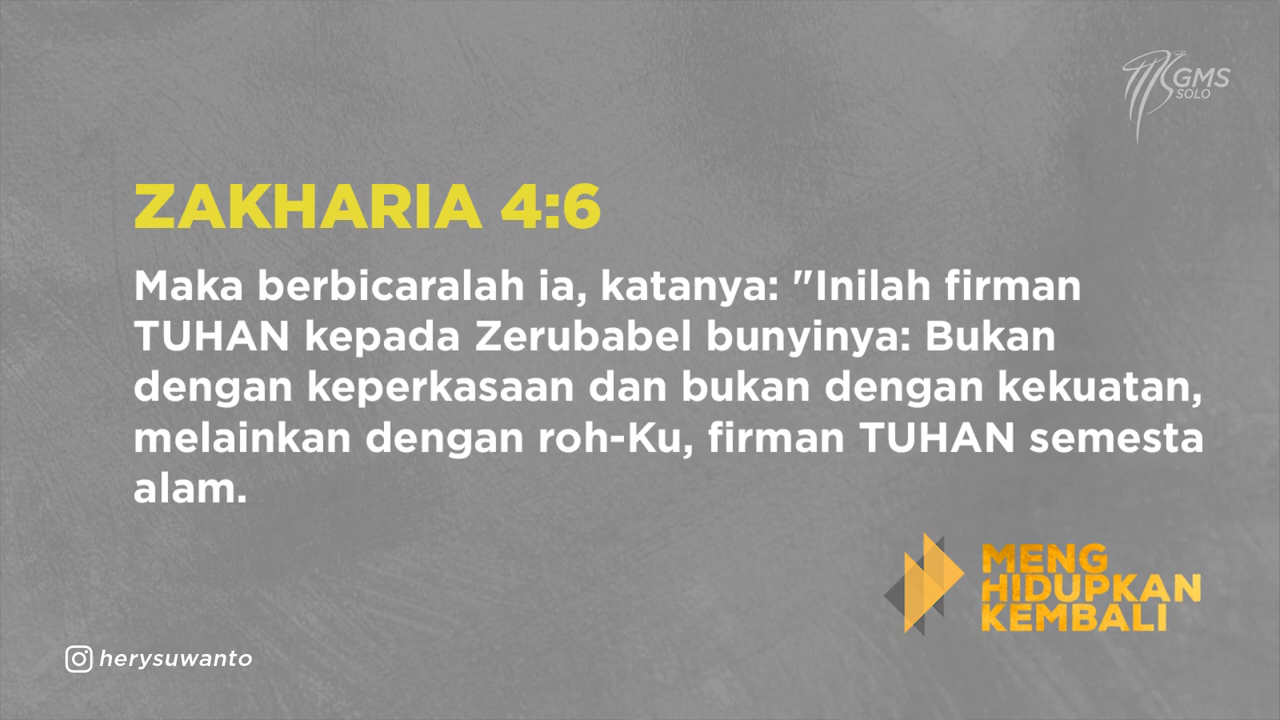 GMS
SOLO
ZAKHARIA 4:6
Maka berbicaralah ia, katanya: "Inilah firman
TUHAN kepada Zerubabel bunyinya: Bukan
dengan keperkasaan dan bukan dengan kekuatan,
melainkan dengan roh-Ku, firman TUHAN semesta
alam.
MENG
HIDUPKAN
KEMBALI
herysuwanto